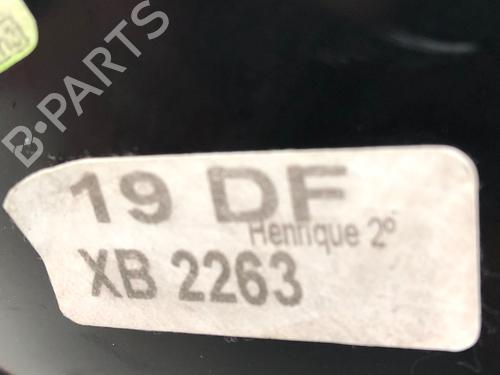 B-PARTS
19 DF
Henrique 2º
XB 2263